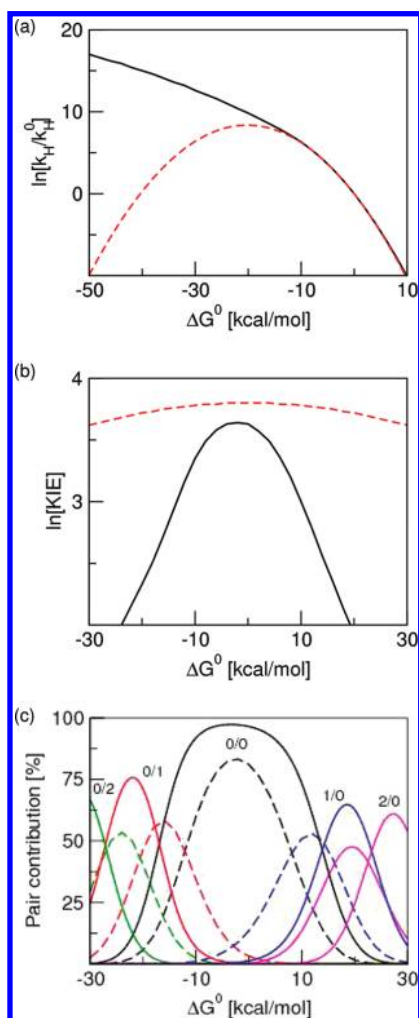 (a)
20
10
0
ln[k_H/k_H^0]
-50 -30 -10 10
ΔG^0 [kcal/mol]
(b)
4
3
ln[KIE]
-30 -10 10 30
ΔG^0 [kcal/mol]
(c)
100
75
50
25
Pair contribution [%]
0/2 0/1 0/0 1/0 2/0
-30 -10 10 30
ΔG^0 [kcal/mol]